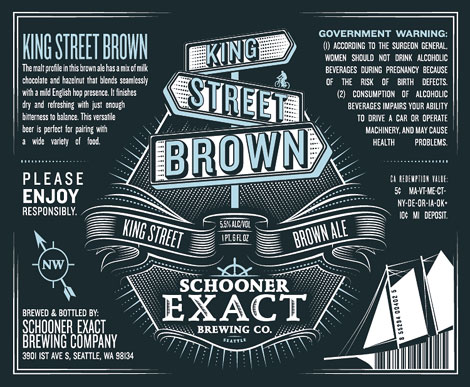 KING STREET BROWN
The malt profile in this brown ale has a mix of milk
chocolate and hazelnut that blends seamlessly
with a mild English hop presence. It finishes
dry and refreshing with just enough
bitterness to balance. This versatile
beer is perfect for pairing with
a wide variety of food.
PLEASE
ENJOY
RESPONSIBLY.
NW
BREWED & BOTTLED BY:
SCHOONER EXACT
BREWING COMPANY
3901 1ST AVE S, SEATTLE, WA 98134
KING
STREET
BROWN
KING STREET
5.5% ALC/VOL
1 PT. 6 FL OZ
BROWN ALE
SCHOONER
EXACT
BREWING CO.
SEATTLE
GOVERNMENT WARNING:
(1) ACCORDING TO THE SURGEON GENERAL,
WOMEN SHOULD NOT DRINK ALCOHOLIC
BEVERAGES DURING PREGNANCY BECAUSE
OF THE RISK OF BIRTH DEFECTS.
(2) CONSUMPTION OF ALCOHOLIC
BEVERAGES IMPAIRS YOUR ABILITY
TO DRIVE A CAR OR OPERATE
MACHINERY, AND MAY CAUSE
HEALTH PROBLEMS.
CA REDEMPTION VALUE:
5¢ MA-VT-ME-CT-
NY-DE-OR-IA-OK+
10¢ MI DEPOSIT.